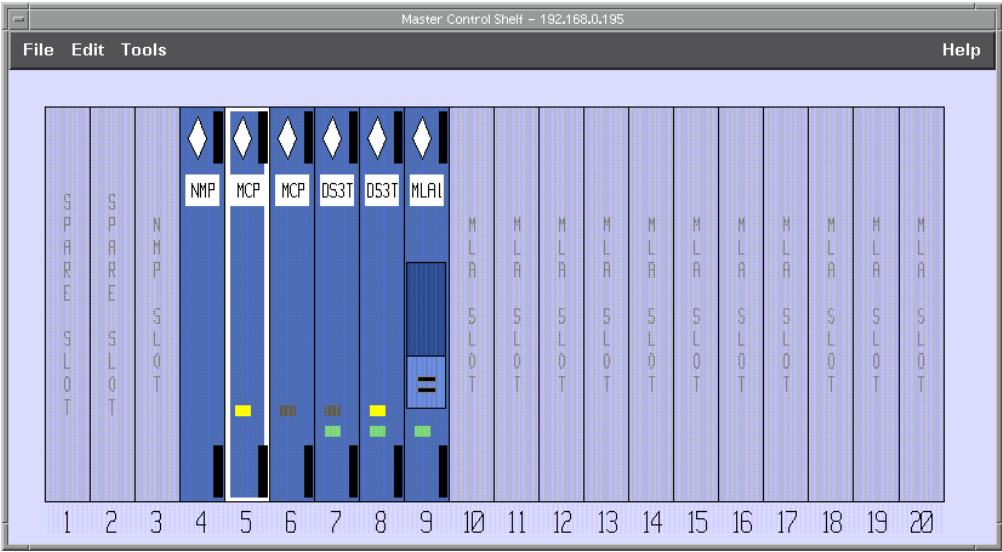 Master Control Shelf - 192.168.0.195
File Edit Tools Help
NMP MCP MCP DS3T DS3T MLA1
SPARE SLOT
SPARE SLOT
NMP SLOT
MLA SLOT
MLA SLOT
MLA SLOT
MLA SLOT
MLA SLOT
MLA SLOT
MLA SLOT
MLA SLOT
MLA SLOT
MLA SLOT
MLA SLOT
1 2 3 4 5 6 7 8 9 10 11 12 13 14 15 16 17 18 19 20